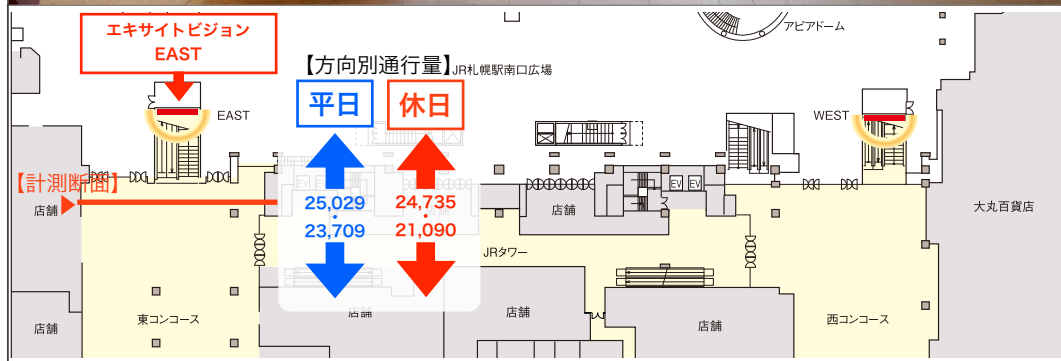 エキサイトビジョン
EAST
アピアドーム
【方向別通行量】
JR札幌駅南口広場
平日
休日
EAST
WEST
【計測断面】
EV
EV
EV
EV
店舗
25,029
23,709
24,735
21,090
店舗
大丸百貨店
JRタワー
東コンコース
店舗
店舗
店舗
店舗
西コンコース